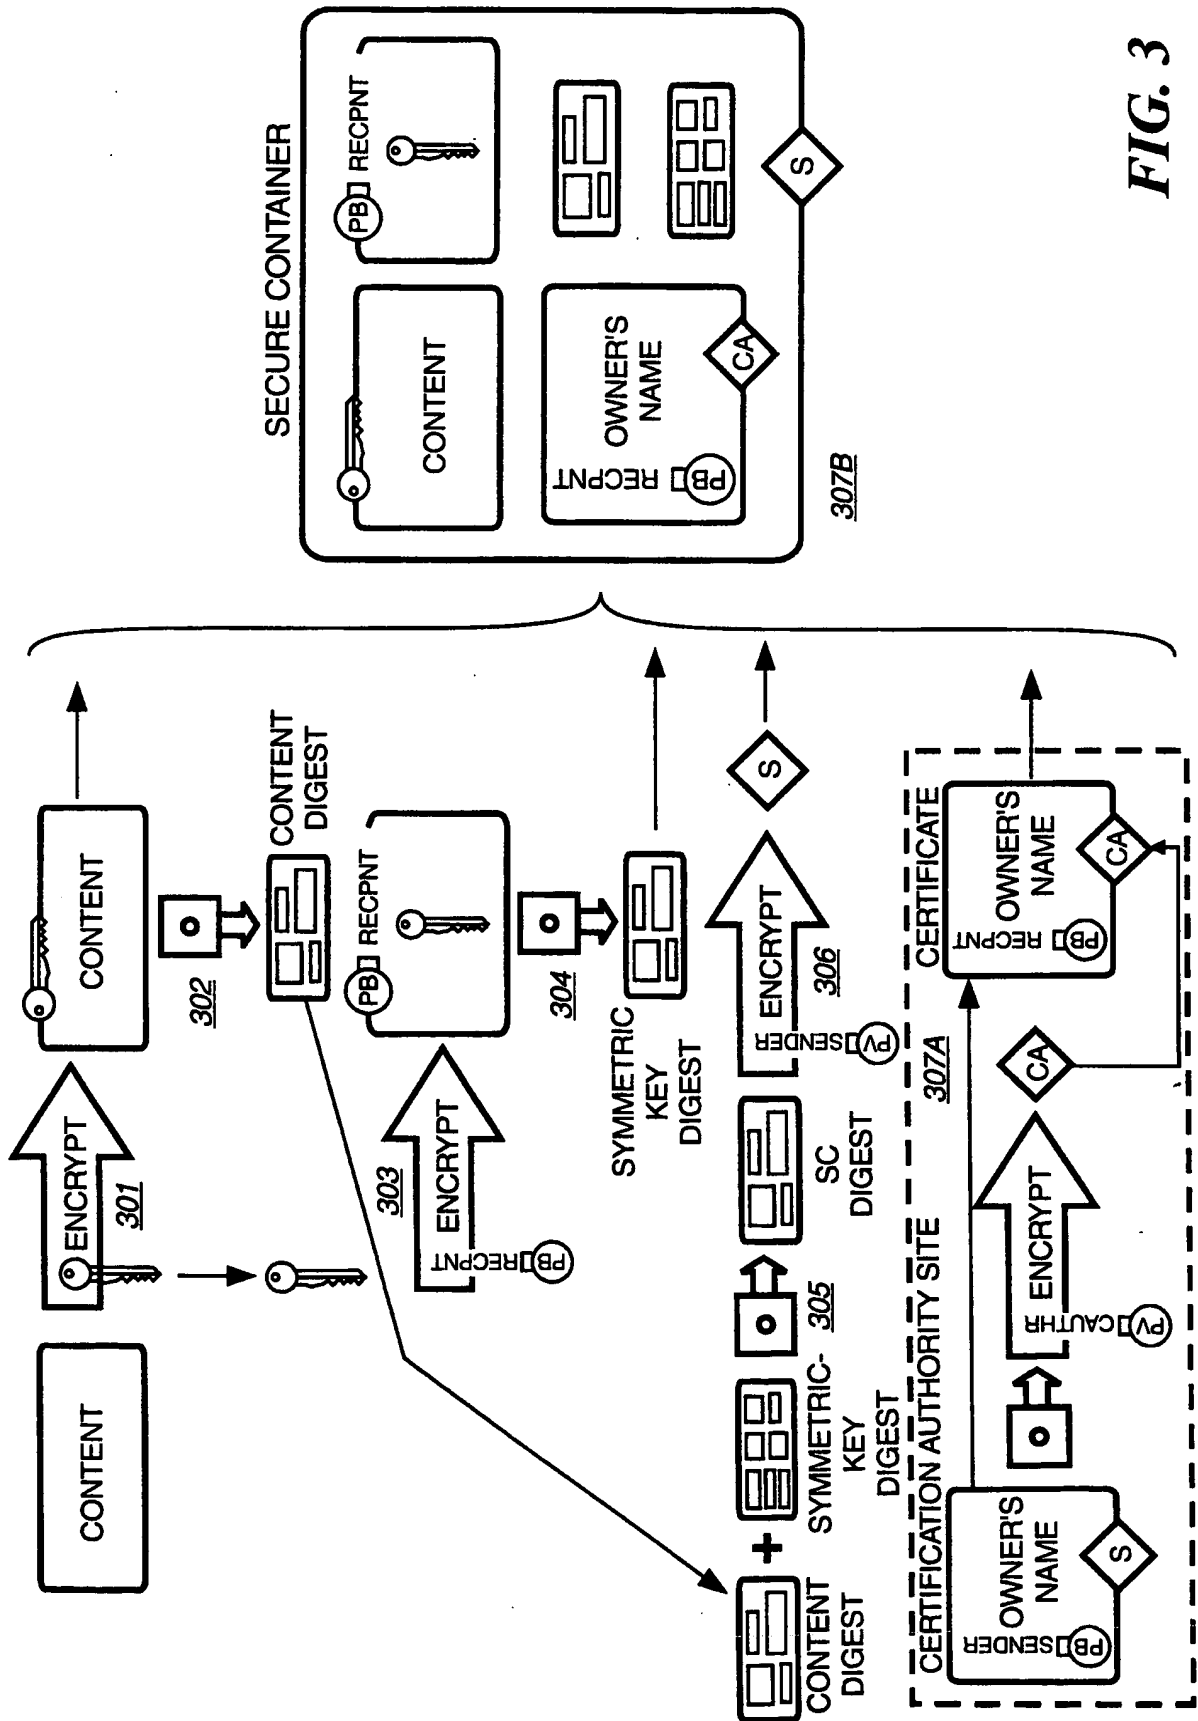 CONTENT
ENCRYPT
301
CONTENT
302
CONTENT
DIGEST
303
ENCRYPT
PB
RECPNT
PB
RECPNT
304
SYMMETRIC
KEY
DIGEST
CONTENT
DIGEST
+
SYMMETRIC-
KEY
DIGEST
305
SC
DIGEST
ENCRYPT
306
PV
SENDER
S
CERTIFICATION AUTHORITY SITE
307A
OWNER'S
NAME
PB
SENDER
S
ENCRYPT
PV
CAUTHR
CA
CERTIFICATE
OWNER'S
NAME
RECPNT
PB
CA
SECURE CONTAINER
CONTENT
PB
RECPNT
OWNER'S
NAME
RECPNT
PB
CA
S
307B
FIG. 3